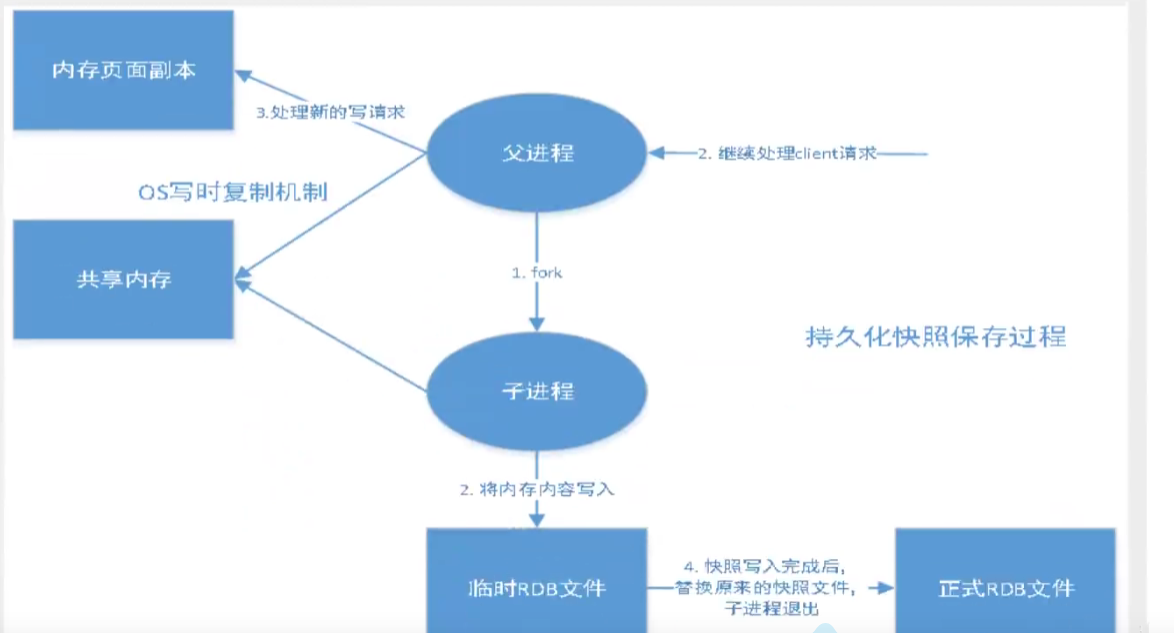 内存页面副本
3.处理新的写请求
父进程
2. 继续处理client请求
OS写时复制机制
共享内存
1. fork
持久化快照保存过程
子进程
2. 将内存内容写入
临时RDB文件
4. 快照写入完成后,
替换原来的快照文件,
子进程退出
正式RDB文件